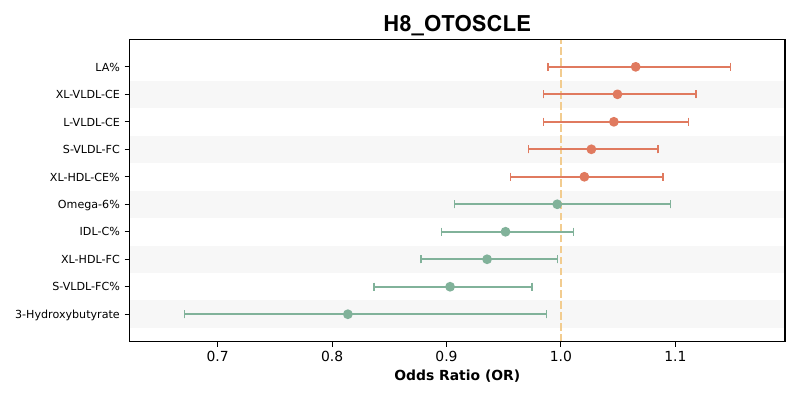 H8_OTOSCLE
LA%
XL-VLDL-CE
L-VLDL-CE
S-VLDL-FC
XL-HDL-CE%
Omega-6%
IDL-C%
XL-HDL-FC
S-VLDL-FC%
3-Hydroxybutyrate
0.7 0.8 0.9 1.0 1.1
Odds Ratio (OR)